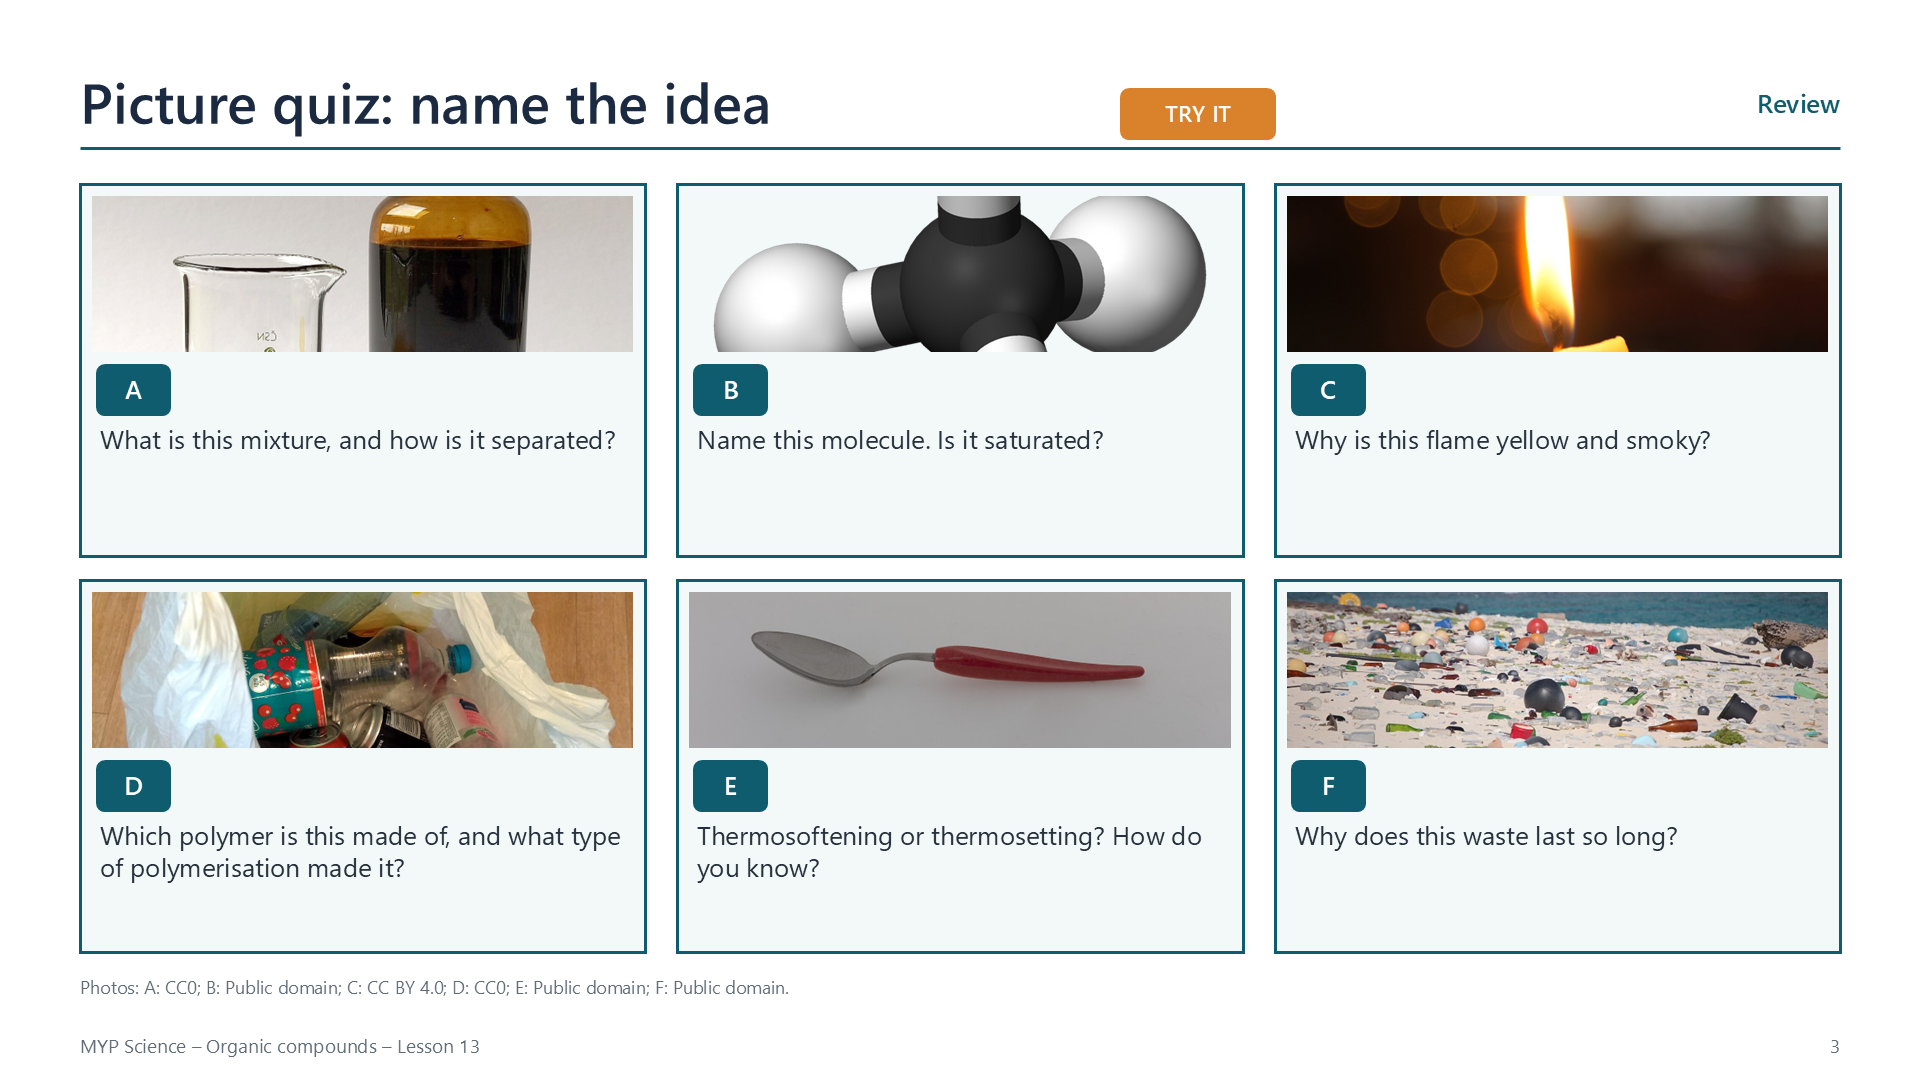 Picture quiz: name the idea
TRY IT
Review
A
What is this mixture, and how is it separated?
B
Name this molecule. Is it saturated?
C
Why is this flame yellow and smoky?
D
Which polymer is this made of, and what type
of polymerisation made it?
E
Thermosoftening or thermosetting? How do
you know?
F
Why does this waste last so long?
Photos: A: CC0; B: Public domain; C: CC BY 4.0; D: CC0; E: Public domain; F: Public domain.
MYP Science – Organic compounds – Lesson 13
3